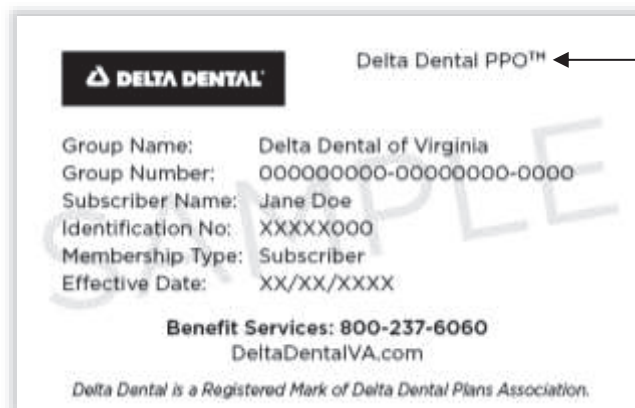 DELTA DENTAL
Delta Dental PPO™
Group Name: Delta Dental of Virginia
Group Number: 000000000-00000000-0000
Subscriber Name: Jane Doe
Identification No: XXXXX000
Membership Type: Subscriber
Effective Date: XX/XX/XXXX
SAMPLE
Benefit Services: 800-237-6060
DeltaDentalVA.com
Delta Dental is a Registered Mark of Delta Dental Plans Association.